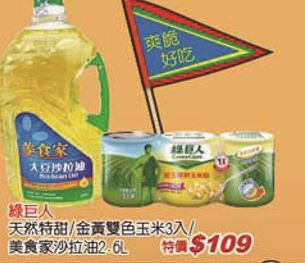 爽脆
好吃
美食家
大豆沙拉油
Soybean Oil
綠巨人
Green Giant
綠巨人
天然特甜/金黃雙色玉米3入/
美食家沙拉油2.6L
特價$109